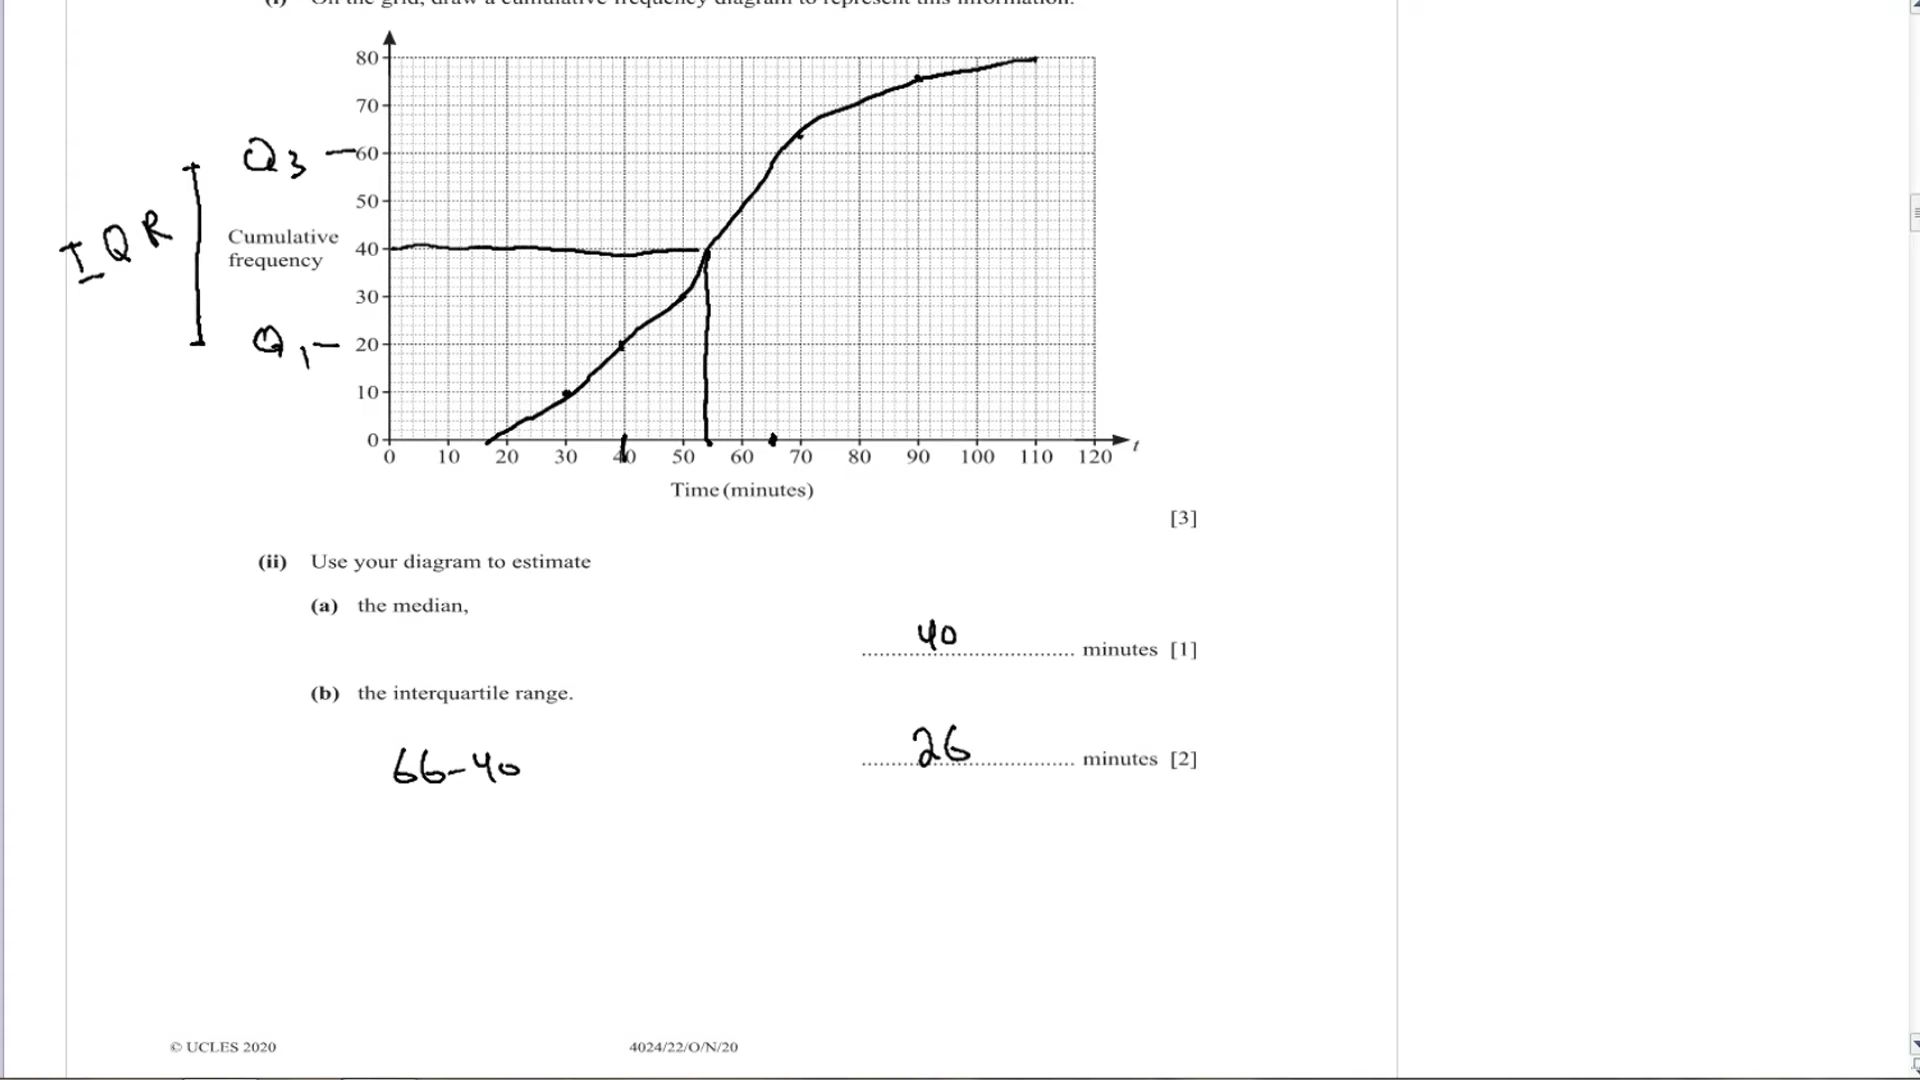 80
70
Q3 - 60
50
IQR
Cumulative
frequency
40
30
Q1 - 20
10
0
0 10 20 30 40 50 60 70 80 90 100 110 120 t
Time (minutes)
[3]
(ii) Use your diagram to estimate
(a) the median,
40 minutes [1]
(b) the interquartile range.
66-40
26 minutes [2]
© UCLES 2020 4024/22/O/N/20